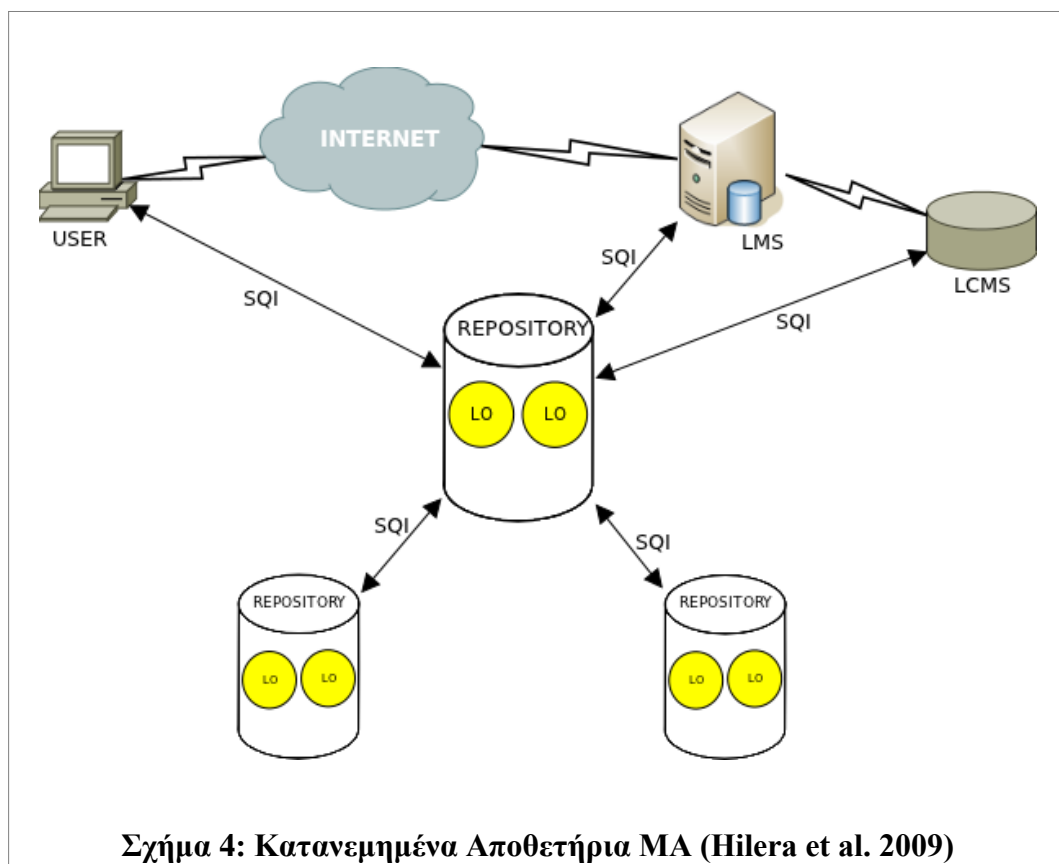 INTERNET
USER
LMS
LCMS
SQI
SQI
SQI
REPOSITORY
LO
LO
SQI
SQI
REPOSITORY
REPOSITORY
LO
LO
LO
LO
Σχήμα 4: Κατανεμημένα Αποθετήρια ΜΑ (Hilera et al. 2009)